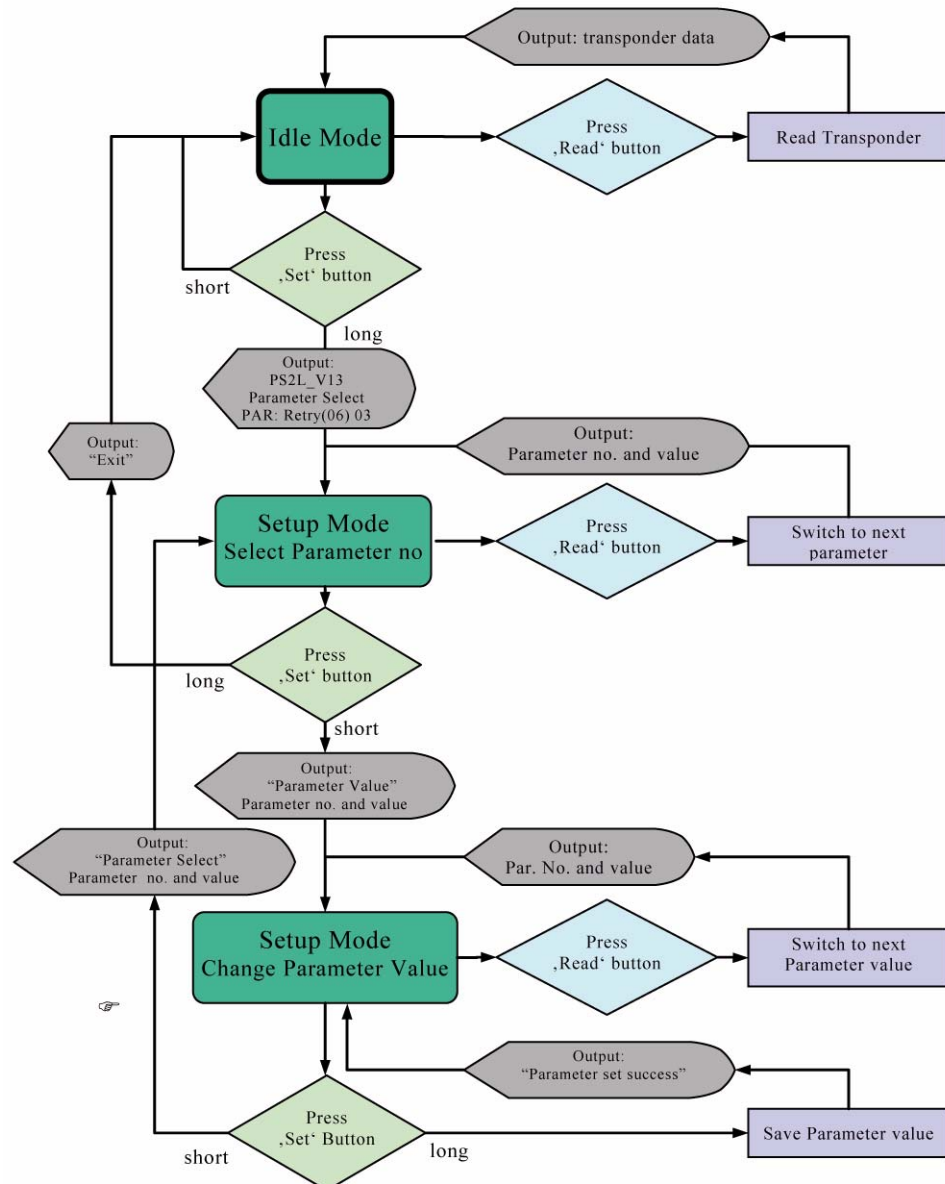 Output: transponder data
Idle Mode
Press
‚Read‘ button
Read Transponder
Press
‚Set‘ button
short
long
Output:
PS2L_V13
Parameter Select
PAR: Retry(06) 03
Output:
“Exit”
Output:
Parameter no. and value
Setup Mode
Select Parameter no
Press
‚Read‘ button
Switch to next
parameter
Press
‚Set‘ button
long
short
Output:
“Parameter Value”
Parameter no. and value
Output:
“Parameter Select”
Parameter no. and value
Output:
Par. No. and value
Setup Mode
Change Parameter Value
Press
‚Read‘ button
Switch to next
Parameter value
Output:
“Parameter set success”
Press
‚Set‘ Button
short
long
Save Parameter value